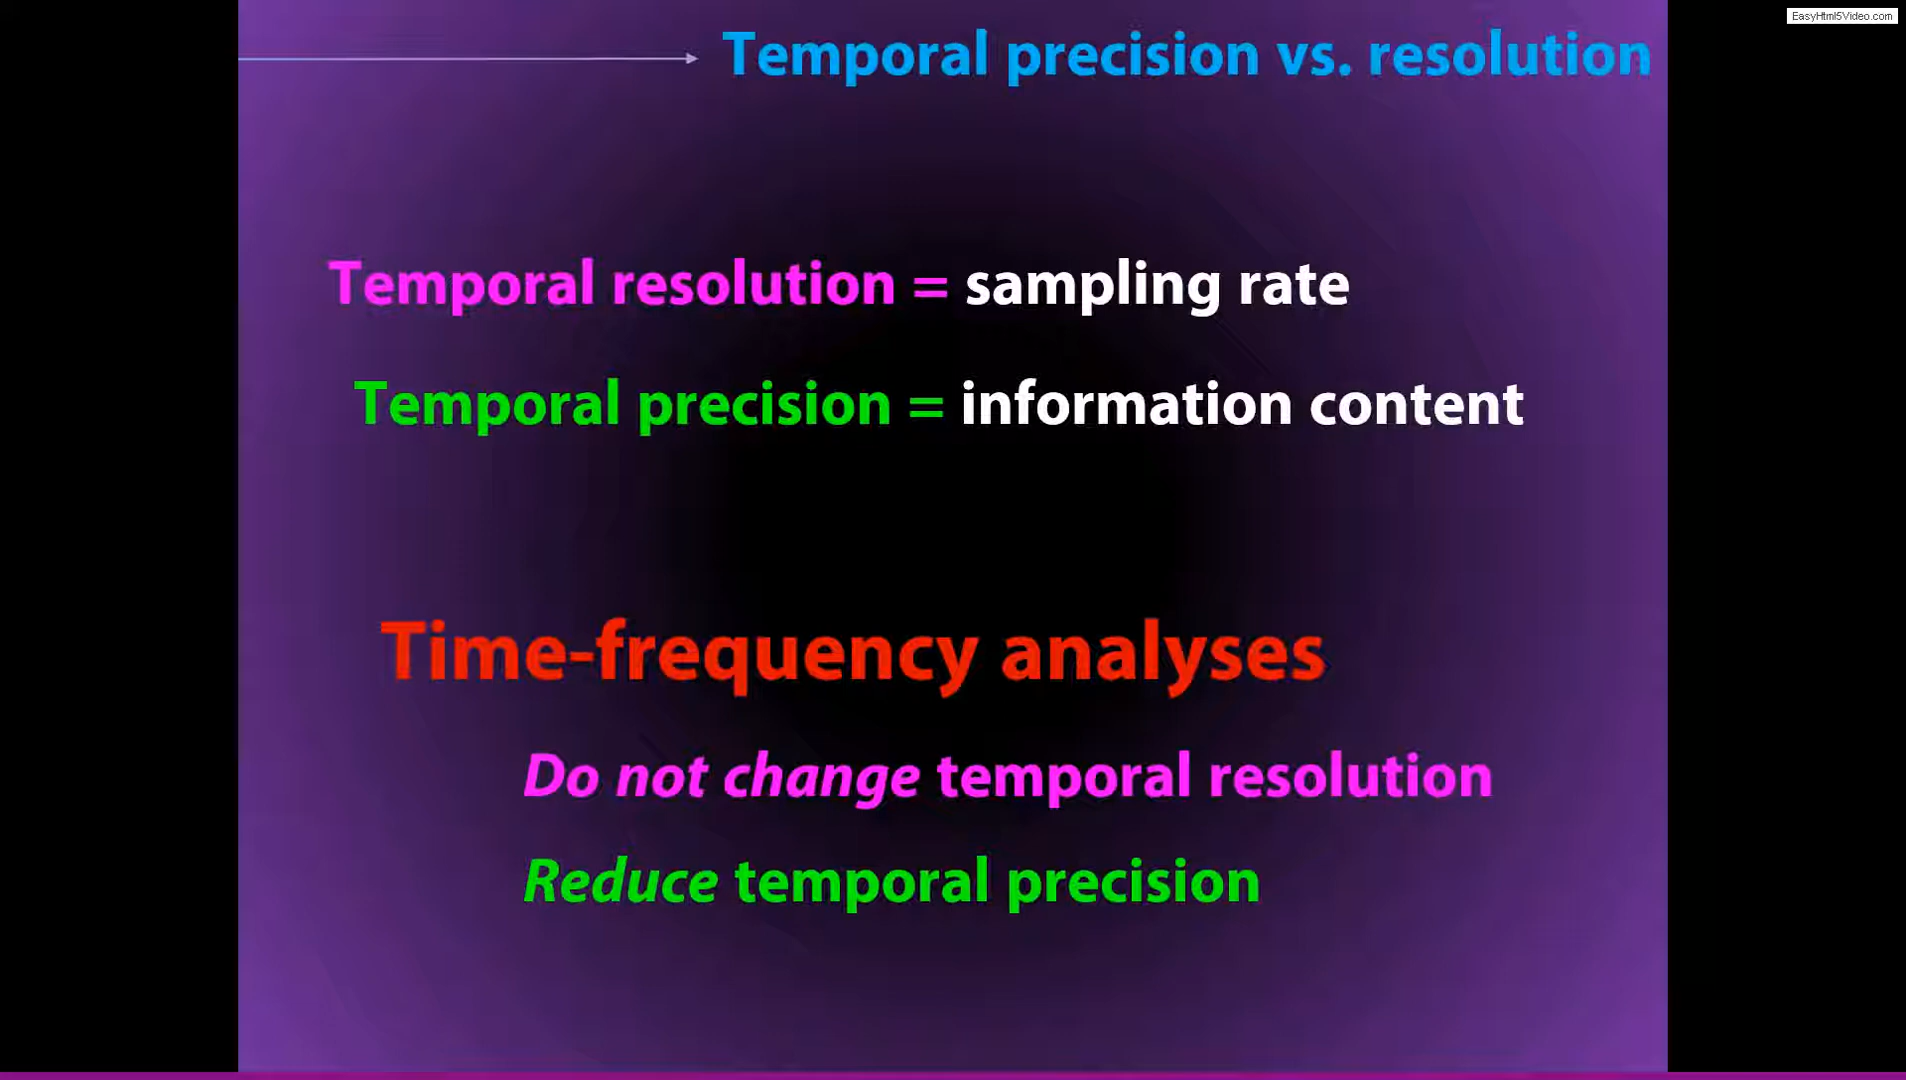 EasyHtml5Video.com
Temporal precision vs. resolution
Temporal resolution = sampling rate
Temporal precision = information content
Time-frequency analyses
Do not change temporal resolution
Reduce temporal precision